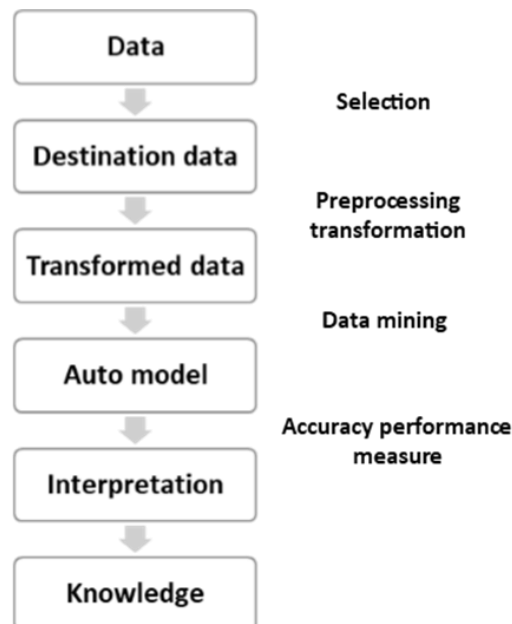 Data
Selection
Destination data
Preprocessing
transformation
Transformed data
Data mining
Auto model
Accuracy performance
measure
Interpretation
Knowledge